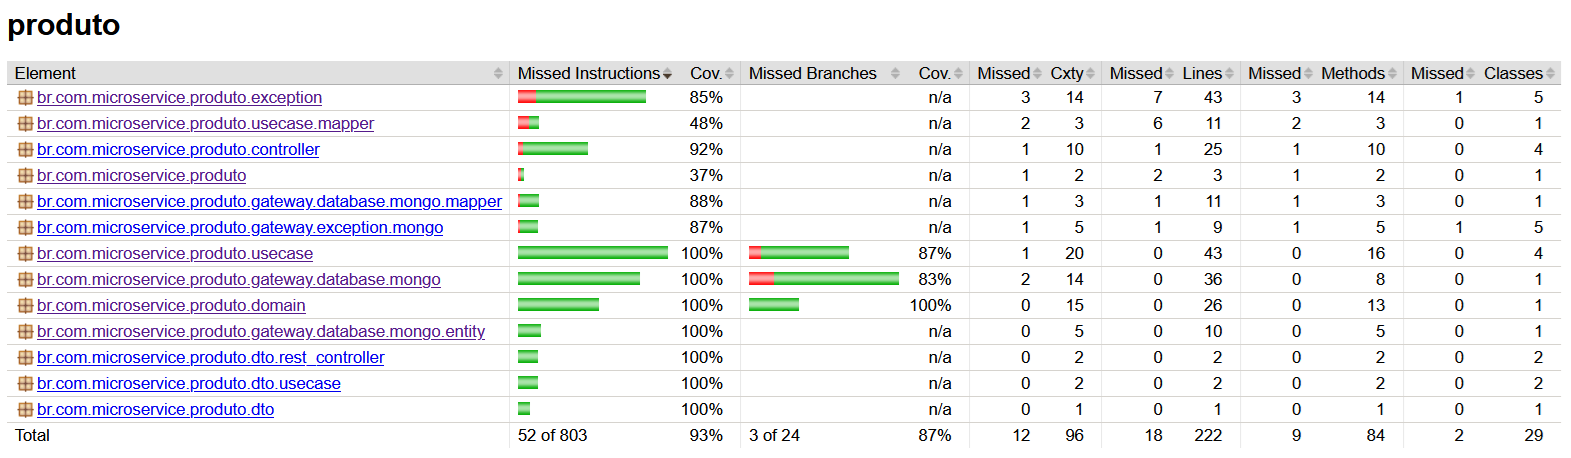 produto
Element Missed Instructions Cov. Missed Branches Cov. Missed Cxty Missed Lines Missed Methods Missed Classes
br.com.microservice.produto.exception 85% n/a 3 14 7 43 3 14 1 5
br.com.microservice.produto.usecase.mapper 48% n/a 2 3 6 11 2 3 0 1
br.com.microservice.produto.controller 92% n/a 1 10 1 25 1 10 0 4
br.com.microservice.produto 37% n/a 1 2 2 3 1 2 0 1
br.com.microservice.produto.gateway.database.mongo.mapper 88% n/a 1 3 1 11 1 3 0 1
br.com.microservice.produto.gateway.exception.mongo 87% n/a 1 5 1 9 1 5 1 5
br.com.microservice.produto.usecase 100% 87% 1 20 0 43 0 16 0 4
br.com.microservice.produto.gateway.database.mongo 100% 83% 2 14 0 36 0 8 0 1
br.com.microservice.produto.domain 100% 100% 0 15 0 26 0 13 0 1
br.com.microservice.produto.gateway.database.mongo.entity 100% n/a 0 5 0 10 0 5 0 1
br.com.microservice.produto.dto.rest_controller 100% n/a 0 2 0 2 0 2 0 2
br.com.microservice.produto.dto.usecase 100% n/a 0 2 0 2 0 2 0 2
br.com.microservice.produto.dto 100% n/a 0 1 0 1 0 1 0 1
Total 52 of 803 93% 3 of 24 87% 12 96 18 222 9 84 2 29